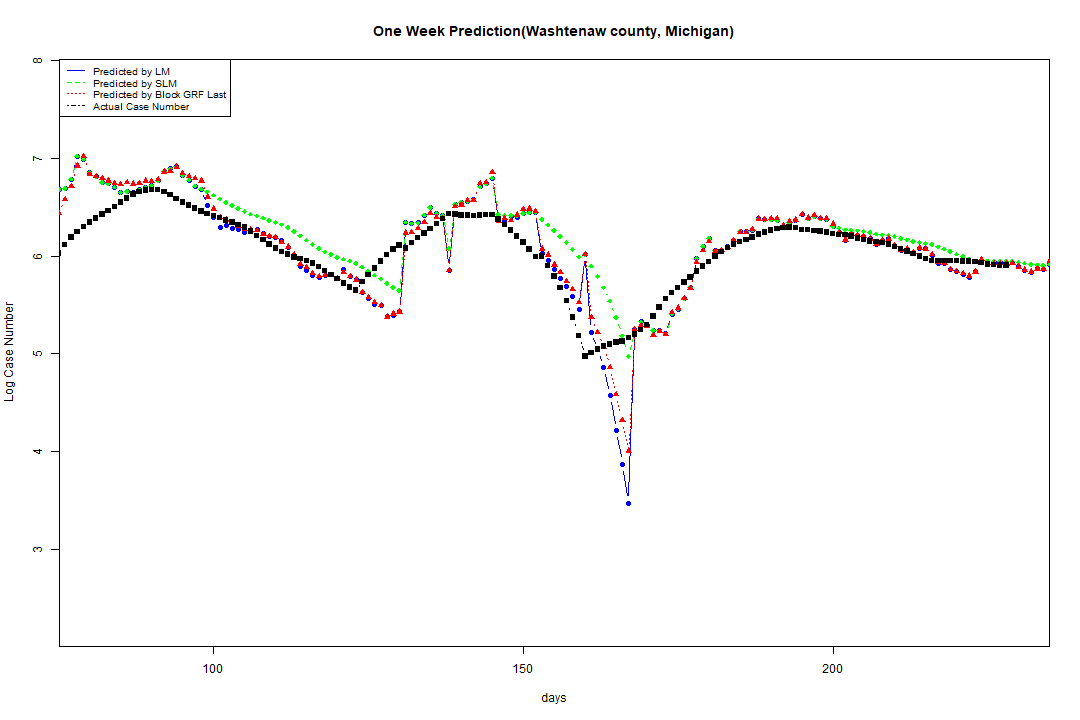 One Week Prediction(Washtenaw county, Michigan)
Predicted by LM
Predicted by SLM
Predicted by Block GRF Last
Actual Case Number
8
7
6
5
4
3
Log Case Number
100 150 200
days